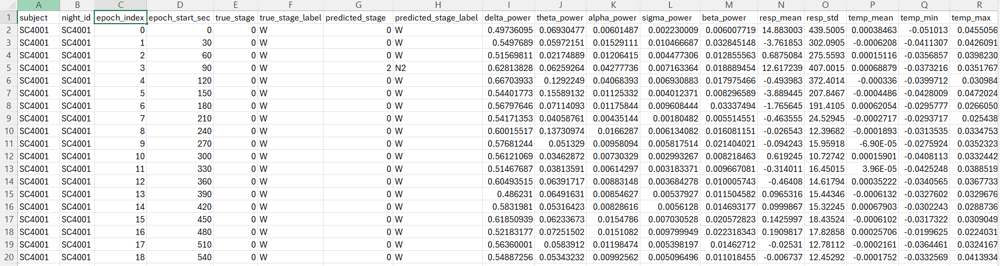 A B C D E F G H I J K L M N O P Q R
1 subject night_id epoch_index epoch_start_sec true_stage true_stage_label predicted_stage predicted_stage_label delta_power theta_power alpha_power sigma_power beta_power resp_mean resp_std temp_mean temp_min temp_max
2 SC4001 SC4001 0 0 0 W 0 W 0.49736095 0.06930477 0.00601487 0.002230009 0.006007719 14.883003 439.5005 0.00038463 -0.051013 0.0455056
3 SC4001 SC4001 1 30 0 W 0 W 0.5497689 0.05972151 0.01529111 0.010466687 0.032845148 -3.761853 302.0905 -0.0006208 -0.0411307 0.0426091
4 SC4001 SC4001 2 60 0 W 0 W 0.51569811 0.02174889 0.01206415 0.004477306 0.012855563 0.6875084 275.5593 0.00015116 -0.0356857 0.0398230
5 SC4001 SC4001 3 90 0 W 2 N2 0.62813828 0.06259264 0.04277736 0.007163364 0.018889454 12.617239 407.0015 0.00068879 -0.0373216 0.0351767
6 SC4001 SC4001 4 120 0 W 0 W 0.66703933 0.1292249 0.04068393 0.006930883 0.017975466 -0.493983 372.4014 -0.000336 -0.0399712 0.030984
7 SC4001 SC4001 5 150 0 W 0 W 0.54401773 0.15589132 0.01125332 0.004012371 0.008296589 -3.889445 207.8467 -0.0004486 -0.0428009 0.0472024
8 SC4001 SC4001 6 180 0 W 0 W 0.56797646 0.07114093 0.01175844 0.009608444 0.03337494 -1.765645 191.4105 0.00062054 -0.0295777 0.0266050
9 SC4001 SC4001 7 210 0 W 0 W 0.54171353 0.04058761 0.00435144 0.00180482 0.005514551 -0.463555 24.52945 -0.0002717 -0.0293717 0.025438
10 SC4001 SC4001 8 240 0 W 0 W 0.60015517 0.13730974 0.0166287 0.006134082 0.016081151 -0.026543 12.39682 -0.0001893 -0.0313535 0.0334753
11 SC4001 SC4001 9 270 0 W 0 W 0.57681244 0.051329 0.00958094 0.005817514 0.021404021 -0.094243 15.95918 -6.90E-05 -0.0275924 0.0352323
12 SC4001 SC4001 10 300 0 W 0 W 0.56121069 0.03462872 0.00730329 0.002993267 0.008218463 0.619245 10.72742 0.00015901 -0.0408113 0.0332442
13 SC4001 SC4001 11 330 0 W 0 W 0.51467687 0.03813591 0.00614297 0.003183371 0.009667081 -0.314011 16.45015 3.96E-05 -0.0425248 0.0388519
14 SC4001 SC4001 12 360 0 W 0 W 0.60493515 0.06391717 0.00883148 0.003684278 0.010005743 -0.46408 14.61794 0.00035222 -0.0340565 0.0367733
15 SC4001 SC4001 13 390 0 W 0 W 0.486231 0.06491631 0.00854627 0.00537927 0.011504582 0.0965316 15.44346 -0.0006132 -0.0327602 0.0329676
16 SC4001 SC4001 14 420 0 W 0 W 0.5831981 0.05316423 0.00828616 0.0056128 0.014693177 0.0999867 15.32245 0.00067903 -0.0302243 0.0288736
17 SC4001 SC4001 15 450 0 W 0 W 0.61850939 0.06233673 0.0154786 0.007030528 0.020572823 0.1425997 18.43524 -0.0006102 -0.0317322 0.0309049
18 SC4001 SC4001 16 480 0 W 0 W 0.52183177 0.07251502 0.0151082 0.009799949 0.022318343 0.1909817 17.82858 0.00025706 -0.0199625 0.0224031
19 SC4001 SC4001 17 510 0 W 0 W 0.56360001 0.0583912 0.01198474 0.005398197 0.01462712 -0.02531 12.78112 -0.0002161 -0.0364461 0.0324167
20 SC4001 SC4001 18 540 0 W 0 W 0.54887256 0.05343232 0.00992562 0.005096496 0.011018455 -0.006737 12.45292 -0.0001752 -0.0332569 0.0413934